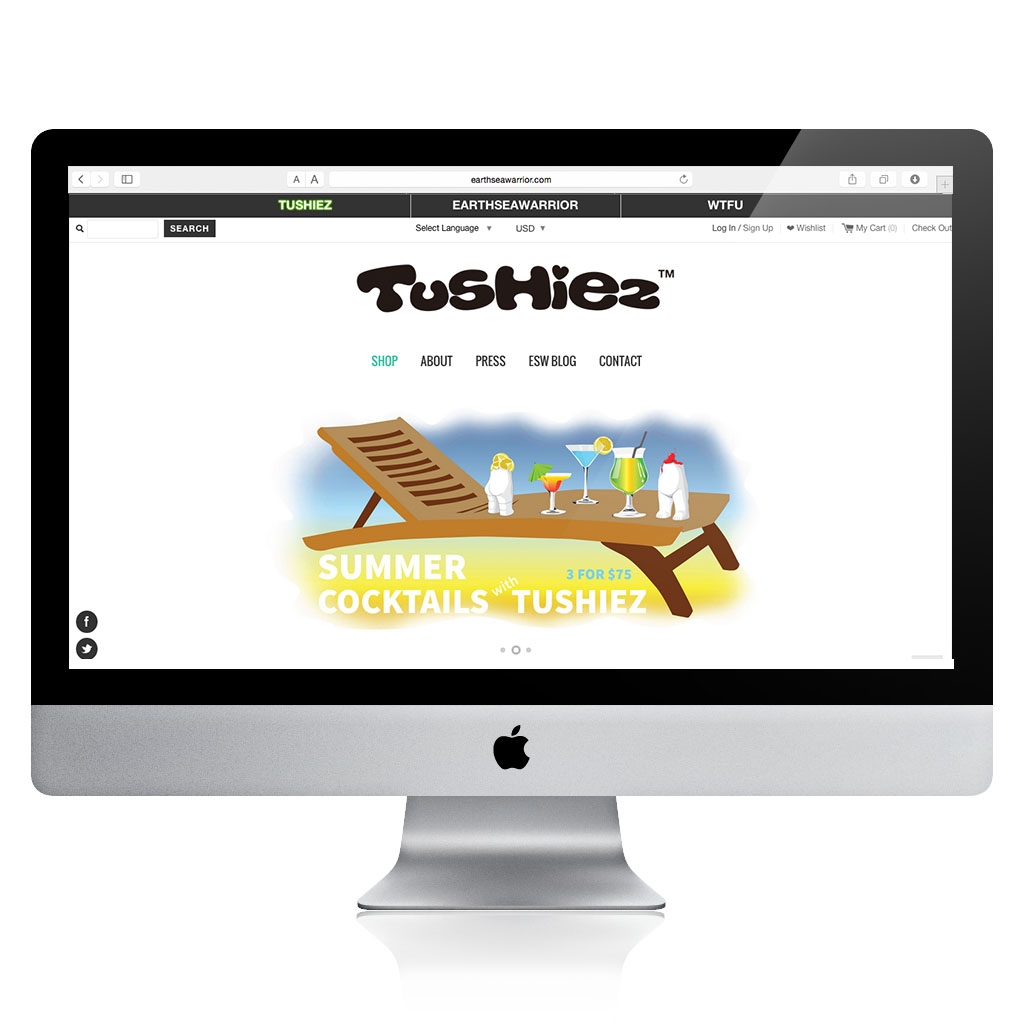 A A earthseawarrior.com
TUSHIEZ EARTHSEAWARRIOR WTFU
SEARCH Select Language ▼ USD ▼ Log In / Sign Up ❤ Wishlist My Cart (0) Check Out
TUSHiEZ™
SHOP ABOUT PRESS ESW BLOG CONTACT
SUMMER 3 FOR $75
COCKTAILS with TUSHIEZ
f